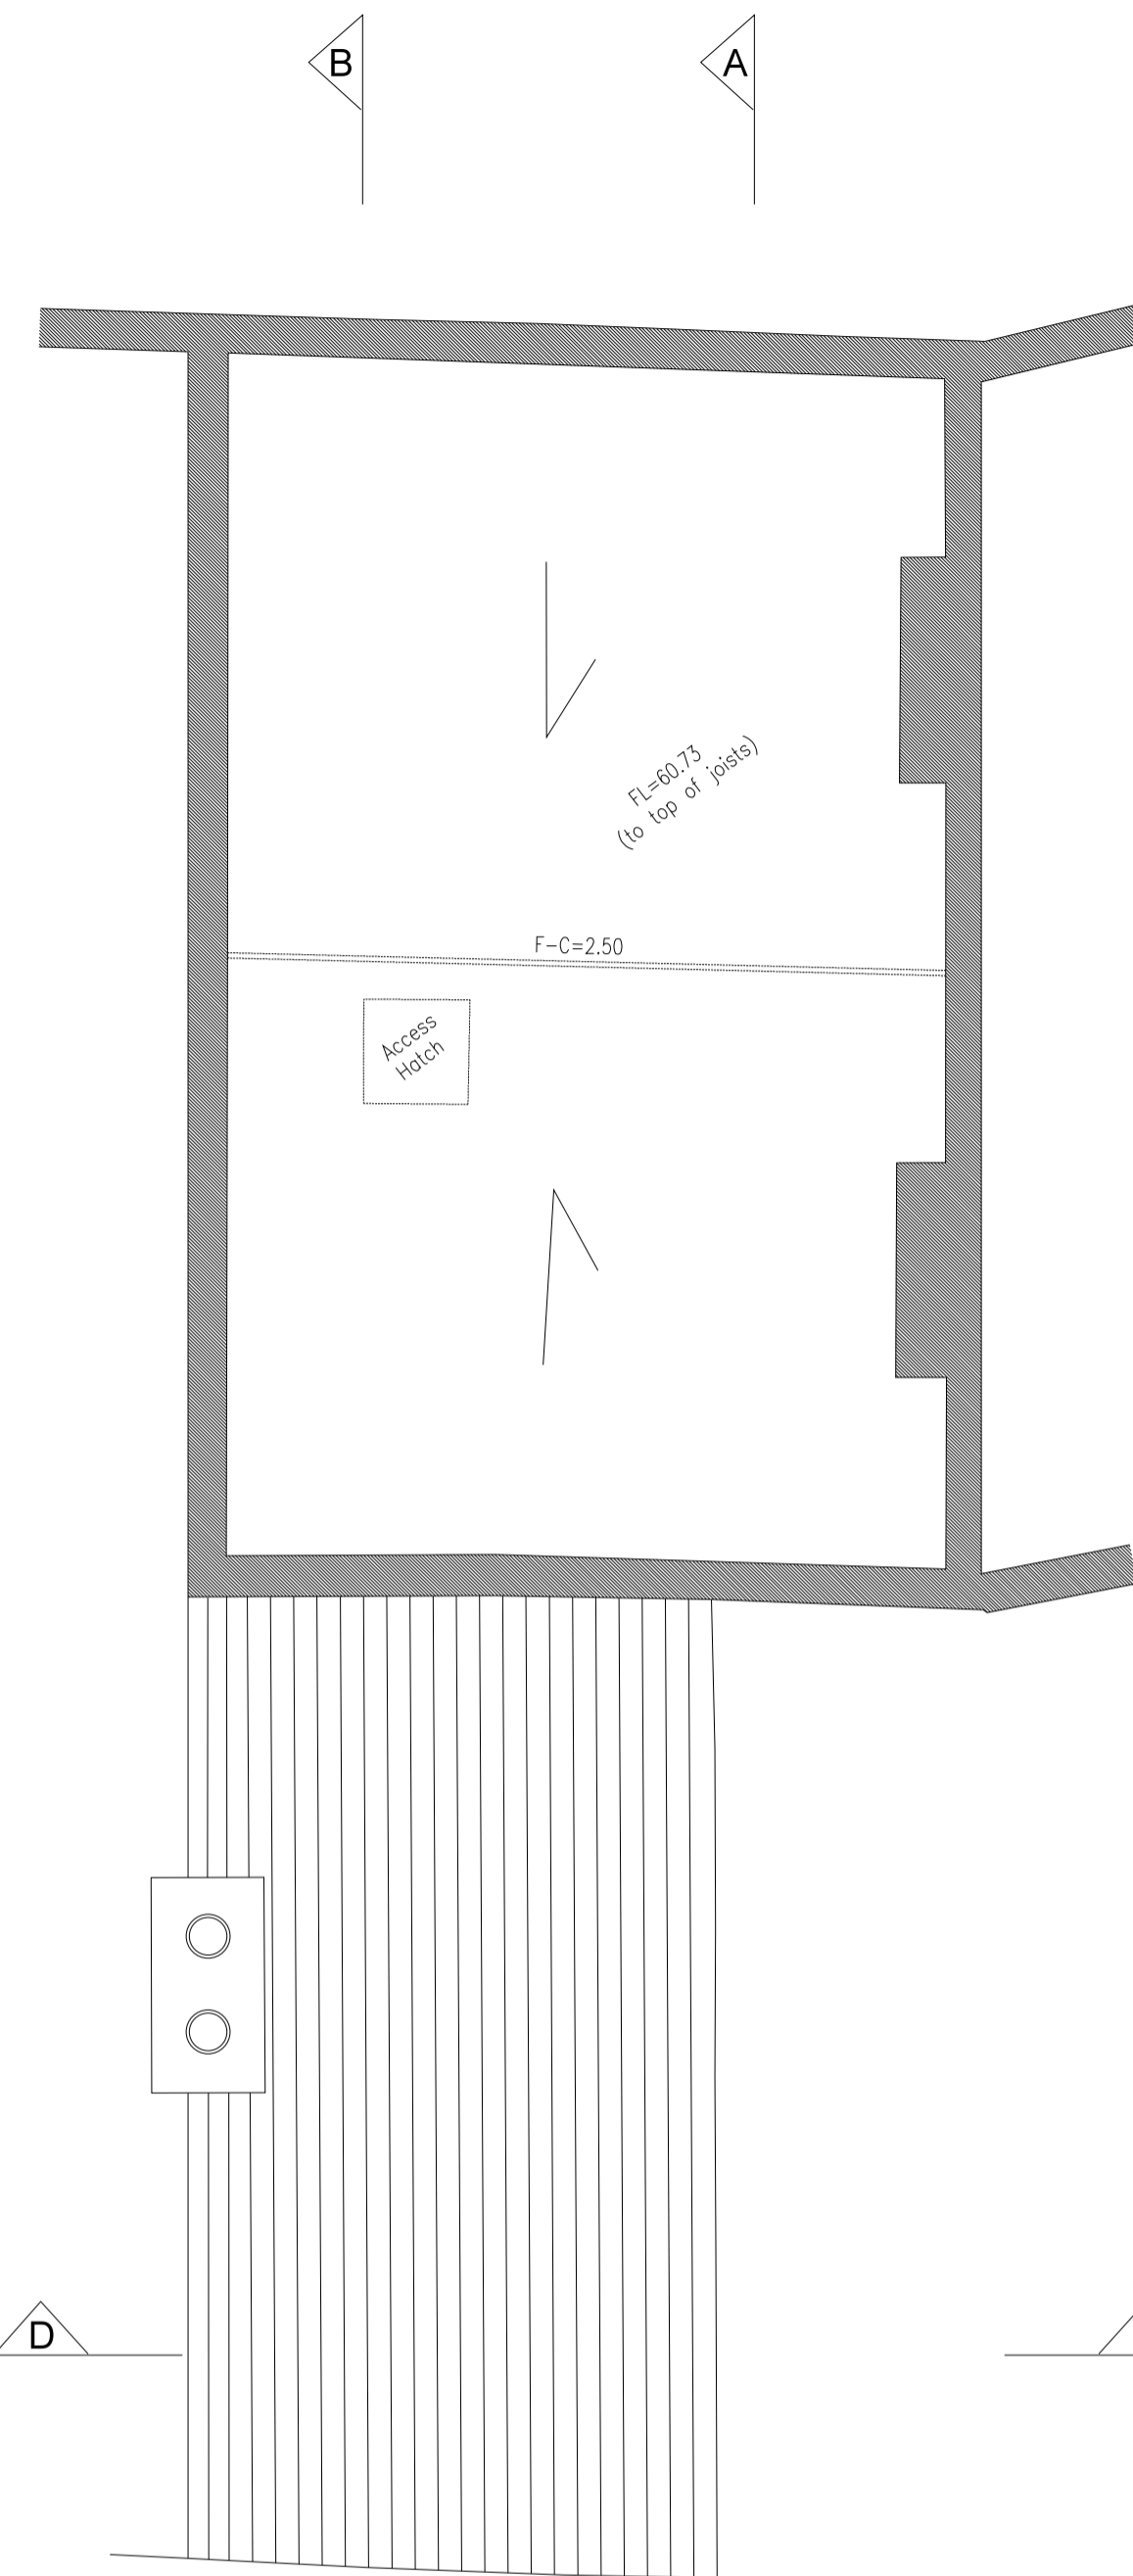 B
A
FL=60.73
(to top of joists)
F-C=2.50
Access
Hatch
D